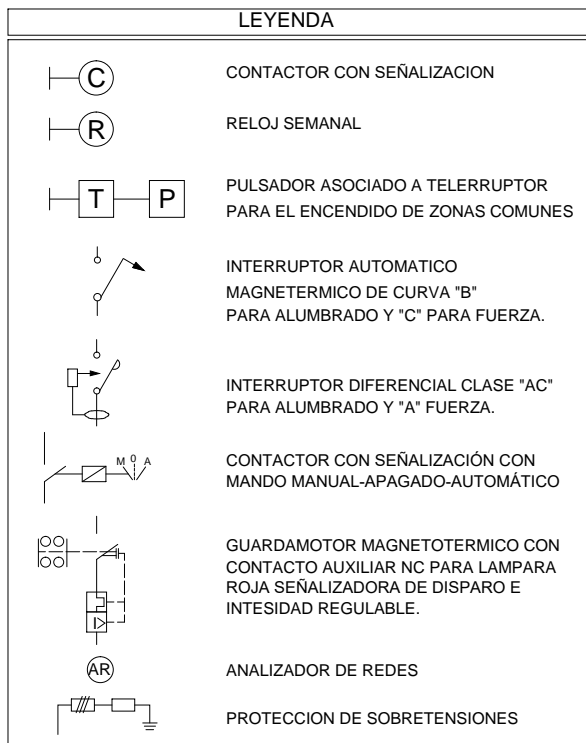 LEYENDA
C CONTACTOR CON SEÑALIZACION
R RELOJ SEMANAL
T P PULSADOR ASOCIADO A TELERRUPTOR
PARA EL ENCENDIDO DE ZONAS COMUNES
INTERRUPTOR AUTOMATICO
MAGNETERMICO DE CURVA "B"
PARA ALUMBRADO Y "C" PARA FUERZA.
INTERRUPTOR DIFERENCIAL CLASE "AC"
PARA ALUMBRADO Y "A" FUERZA.
M 0 A CONTACTOR CON SEÑALIZACIÓN CON
MANDO MANUAL-APAGADO-AUTOMÁTICO
GUARDAMOTOR MAGNETOTERMICO CON
CONTACTO AUXILIAR NC PARA LAMPARA
ROJA SEÑALIZADORA DE DISPARO E
INTESIDAD REGULABLE.
I>
AR ANALIZADOR DE REDES
PROTECCION DE SOBRETENSIONES